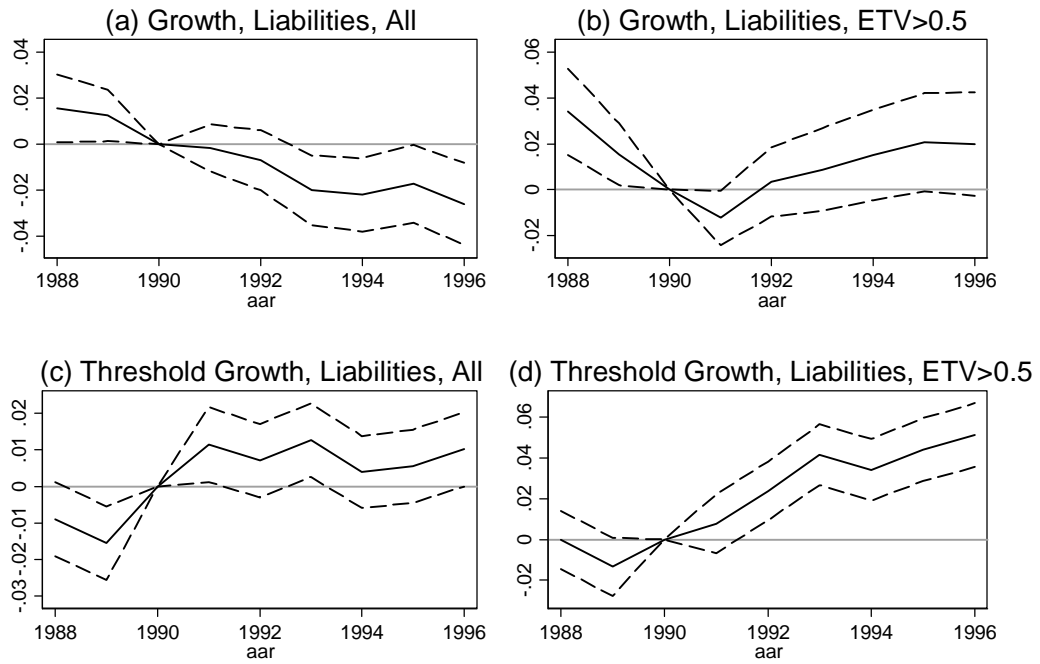 (a) Growth, Liabilities, All
.04
.02
0
-.02
-.04
1988 1990 1992 1994 1996
aar
(b) Growth, Liabilities, ETV>0.5
.06
.04
.02
0
-.02
1988 1990 1992 1994 1996
aar
(c) Threshold Growth, Liabilities, All
.02
.01
0
-.01
-.02
-.03
1988 1990 1992 1994 1996
aar
(d) Threshold Growth, Liabilities, ETV>0.5
.06
.04
.02
0
-.02
1988 1990 1992 1994 1996
aar